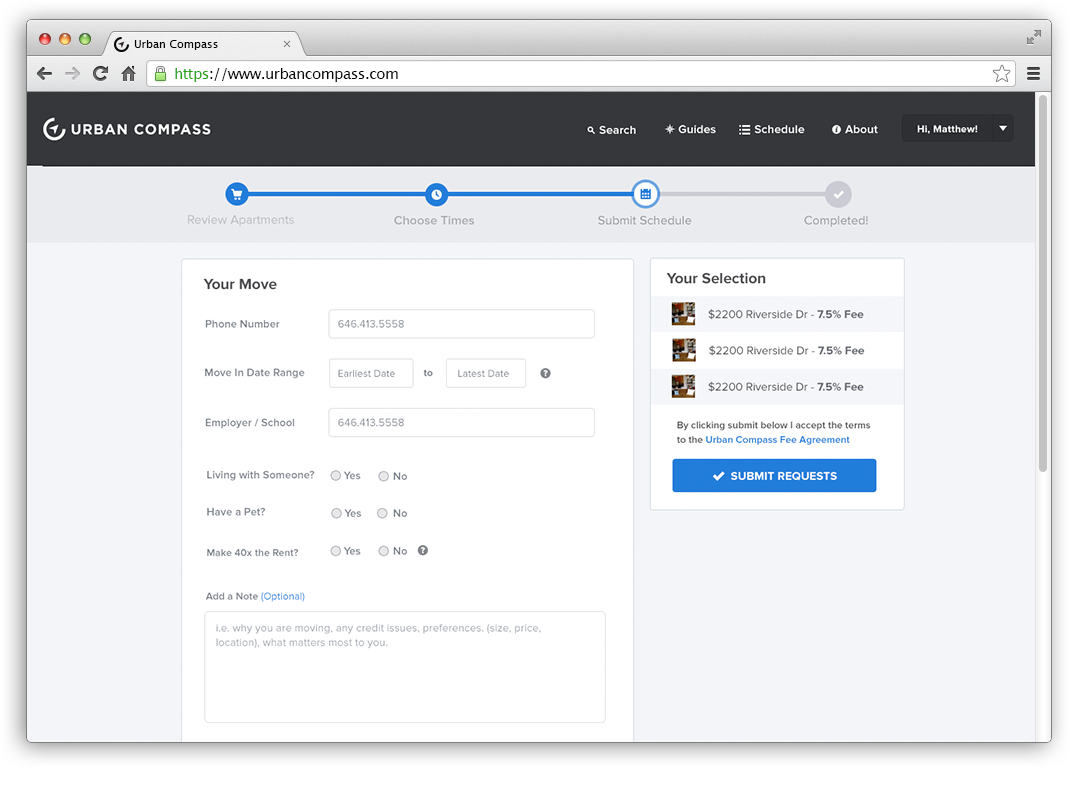 Urban Compass
https://www.urbancompass.com
URBAN COMPASS
Search
Guides
Schedule
About
Hi, Matthew!
Review Apartments
Choose Times
Submit Schedule
Completed!
Your Move
Phone Number
646.413.5558
Move In Date Range
Earliest Date
to
Latest Date
?
Employer / School
646.413.5558
Living with Someone?
Yes
No
Have a Pet?
Yes
No
Make 40x the Rent?
Yes
No
?
Add a Note (Optional)
i.e. why you are moving, any credit issues, preferences. (size, price,
location), what matters most to you.
Your Selection
$2200 Riverside Dr - 7.5% Fee
$2200 Riverside Dr - 7.5% Fee
$2200 Riverside Dr - 7.5% Fee
By clicking submit below I accept the terms
to the Urban Compass Fee Agreement
SUBMIT REQUESTS